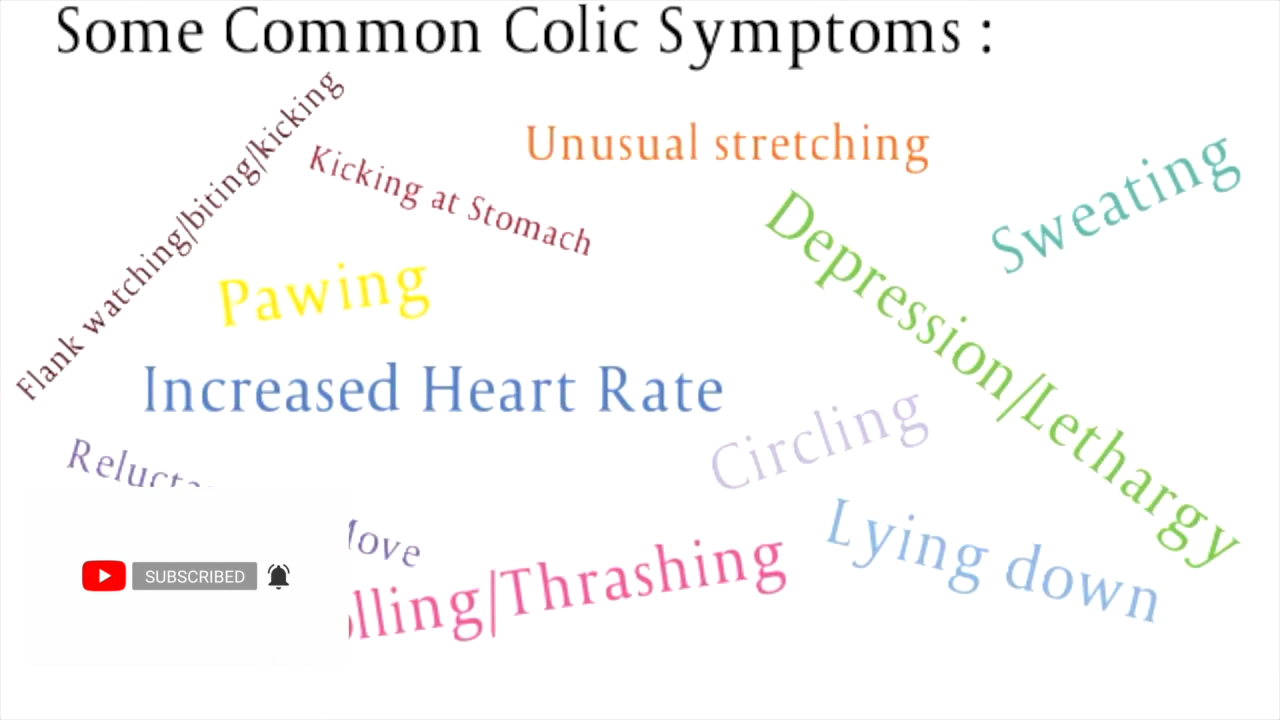 Some Common Colic Symptoms :
Flank watching/biting/kicking
Kicking at Stomach
Unusual stretching
Sweating
Pawing
Depression/Lethargy
Increased Heart Rate
Circling
Lying down
SUBSCRIBED